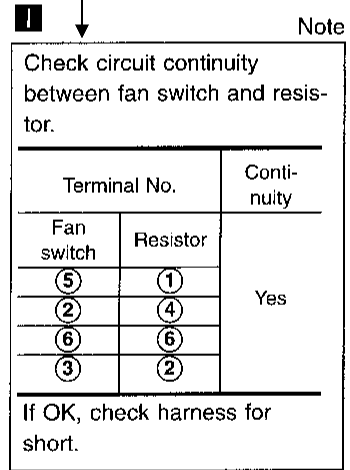 I Note
Check circuit continuity
between fan switch and resis-
tor.
Terminal No. Conti-
nuity
Fan
switch Resistor
⑤ ①
② ④
⑥ ⑥
③ ②
Yes
If OK, check harness for
short.